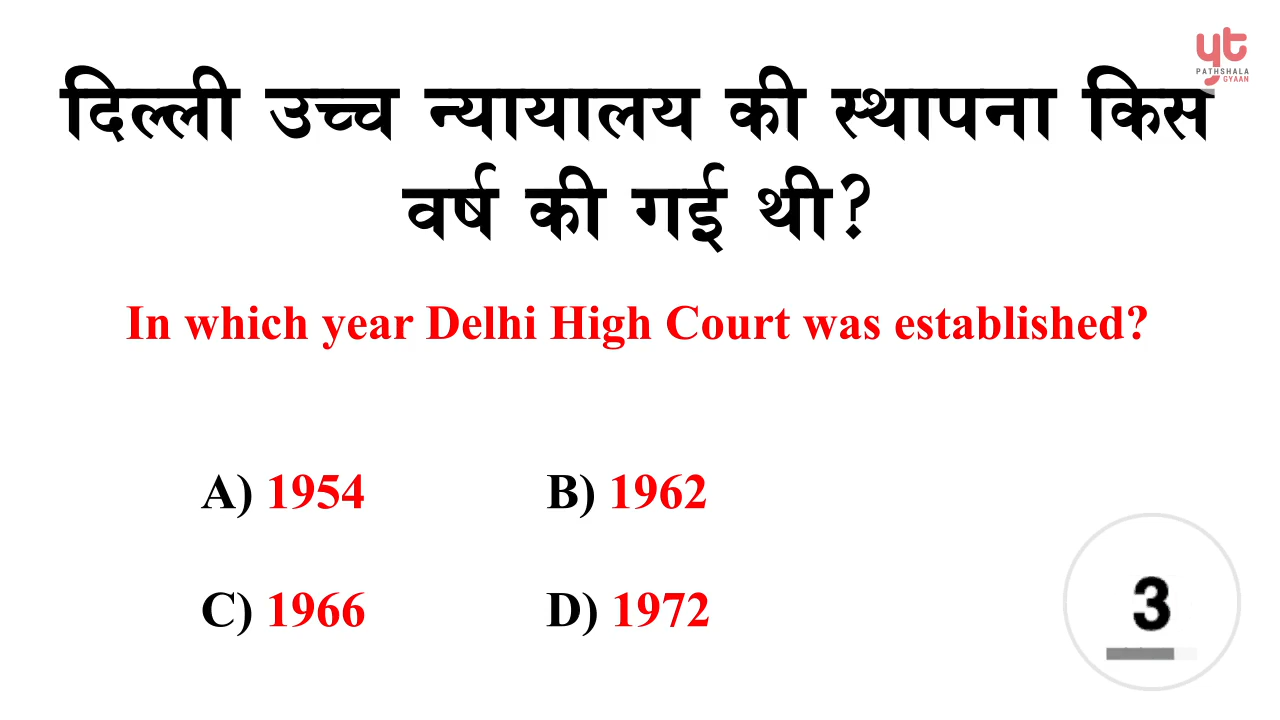 yt
PATHSHALA
GYAAN
दिल्ली उच्च न्यायालय की स्थापना किस
वर्ष की गई थी?
In which year Delhi High Court was established?
A) 1954 B) 1962
C) 1966 D) 1972
3